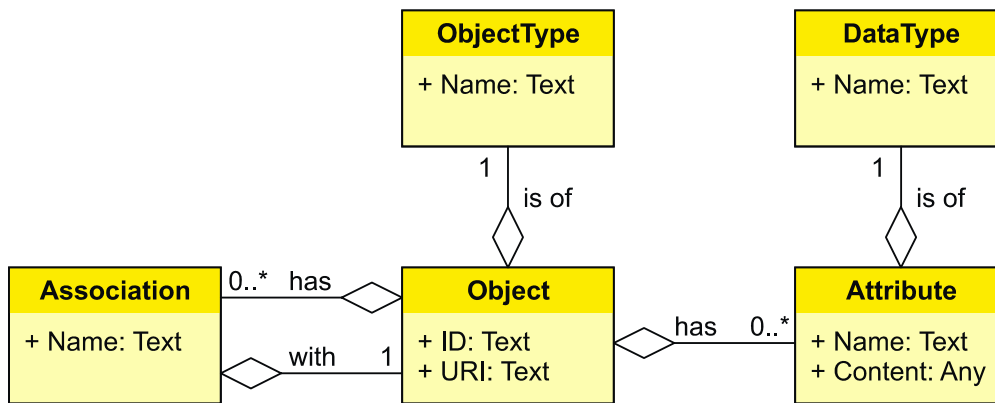 ObjectType
+ Name: Text
DataType
+ Name: Text
1
is of
1
is of
Association
+ Name: Text
0..* has
with 1
Object
+ ID: Text
+ URI: Text
has 0..*
Attribute
+ Name: Text
+ Content: Any